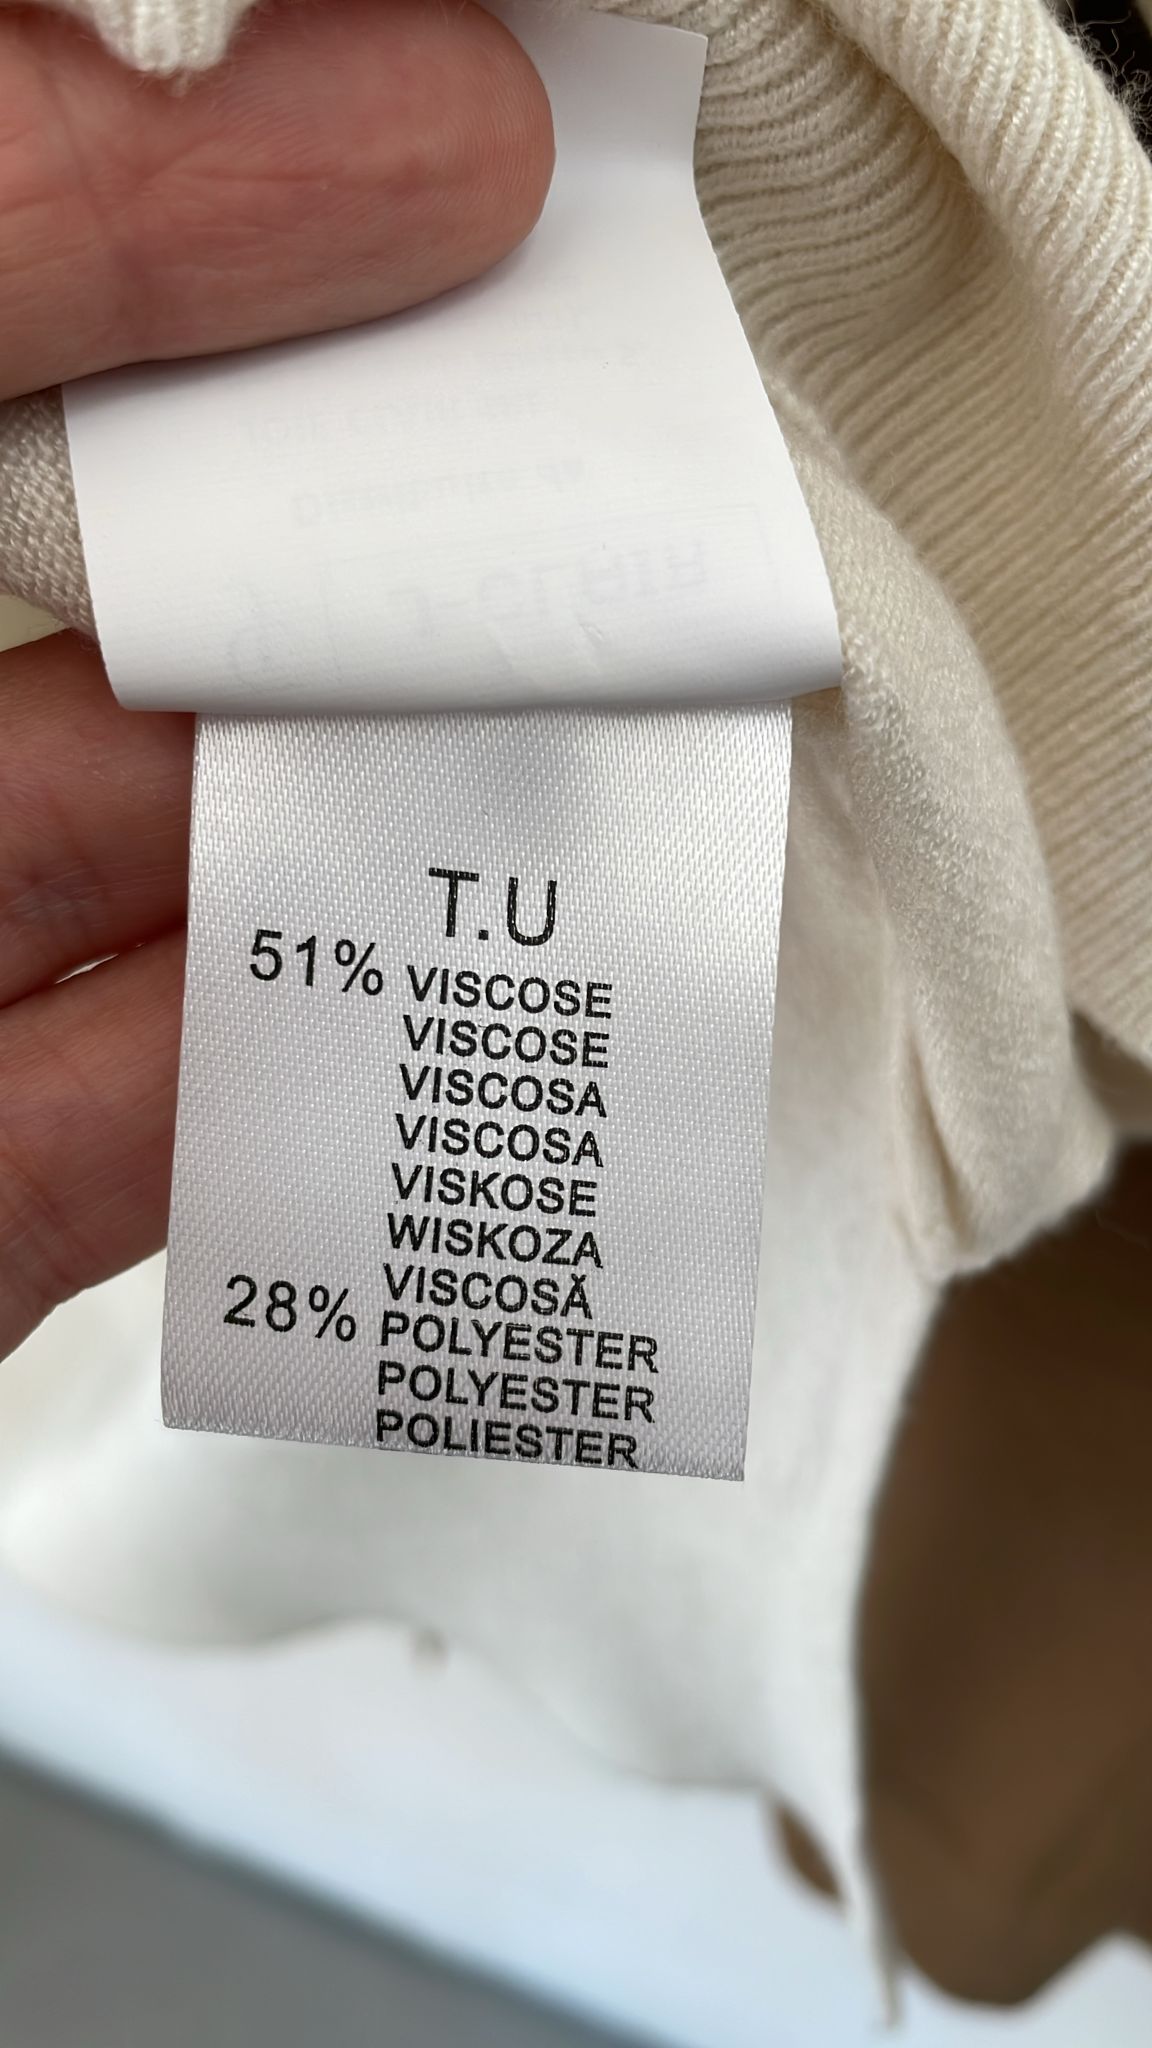 T.U
51% VISCOSE
VISCOSE
VISCOSA
VISCOSA
VISKOSE
WISKOZA
VISCOSĂ
28% POLYESTER
POLYESTER
POLIESTER